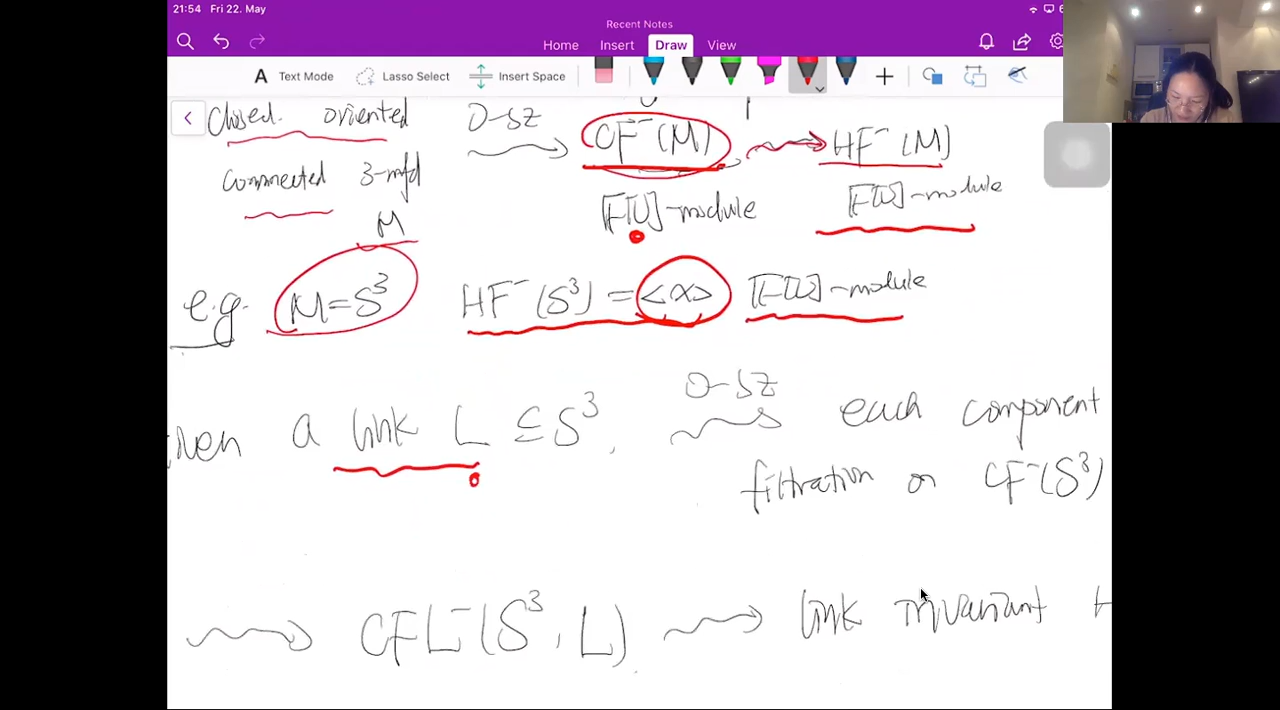 21:54 Fri 22. May
Recent Notes
Home Insert Draw View
Text Mode Lasso Select Insert Space
Closed oriented O-SZ CF⁻(M) HF⁻(M)
connected 3-mfd
M
𝔽[U]-module 𝔽[U]-module
e.g. M=S³ HF⁻(S³) = <α> 𝔽[U]-module
a link L ⊆ S³, O-SZ each component
filtration on CF⁻(S³)
CFL⁻(S³, L) link invariant